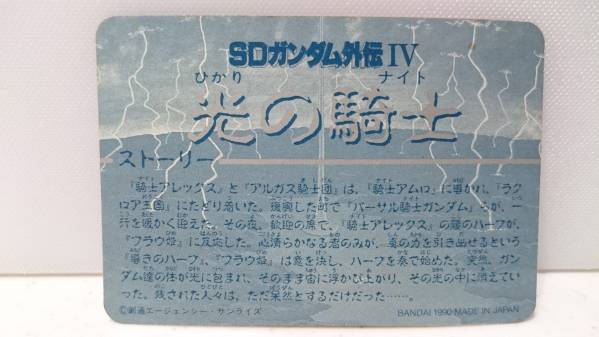 SDガンダム外伝IV
ひかり ナイト
光の騎士
ストーリー
『騎士アレックス』と『アルガス騎士団』は、『騎士アムロ』に導かれ、『ラク
ロア王国』にたどり着いた。復興した町で『バーサル騎士ガンダム』らが、一
行を暖かく迎えた。その夜、歓迎の席で、『騎士アレックス』の腰のハーフが、
『フラウ姫』に反応した。心清らかなる者のみが、真の力を引き出せるという
『導きのハーフ』。『フラウ姫』は意を決し、ハーフを奏で始めた。突然、ガン
ダム達の体が光に包まれ、そのまま宙に浮かび上がり、その光の中に消えてい
った。残された人々は、ただ呆然とするだけだった……。
©創通エージェンシー・サンライズ
BANDAI 1990 MADE IN JAPAN